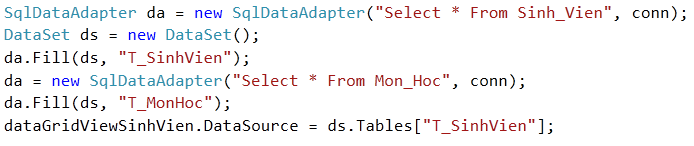 SqlDataAdapter da = new SqlDataAdapter("Select * From Sinh_Vien", conn);
DataSet ds = new DataSet();
da.Fill(ds, "T_SinhVien");
da = new SqlDataAdapter("Select * From Mon_Hoc", conn);
da.Fill(ds, "T_MonHoc");
dataGridViewSinhVien.DataSource = ds.Tables["T_SinhVien"];